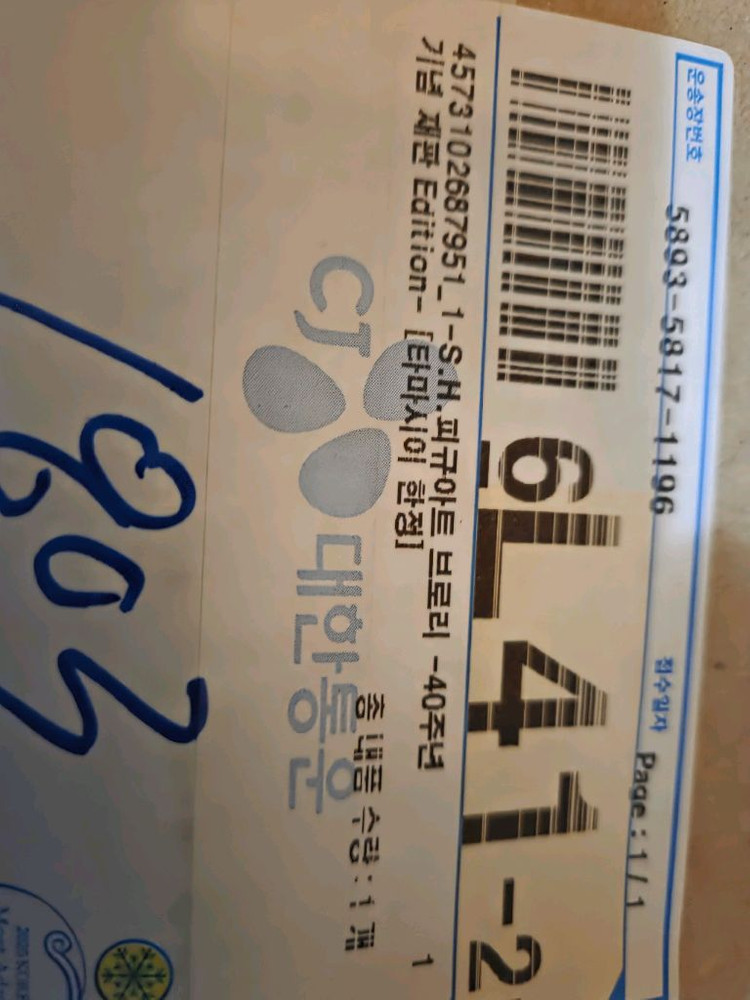 운송장번호 5893-5817-1196 접수일자 Page : 1 / 1
6L41-2
4573102687951_1-S.H.피규아트 브로리 -40주년 1
기념 재판 Edition- [타마시이 한정]
총 내품 수량 : 1 개
CJ 대한통운
1803